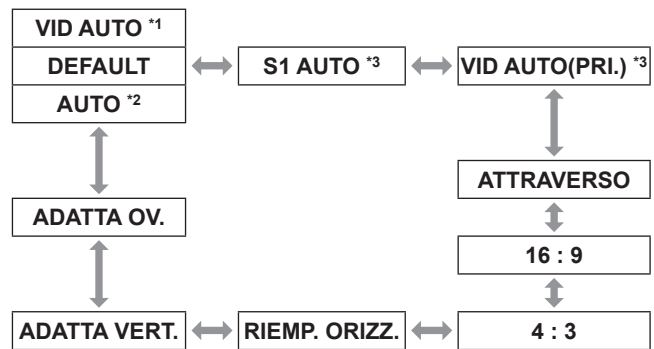 VID AUTO *1
DEFAULT S1 AUTO *3 VID AUTO(PRI.) *3
AUTO *2
ATTRAVERSO
ADATTA OV.
16 : 9
ADATTA VERT. RIEMP. ORIZZ. 4 : 3